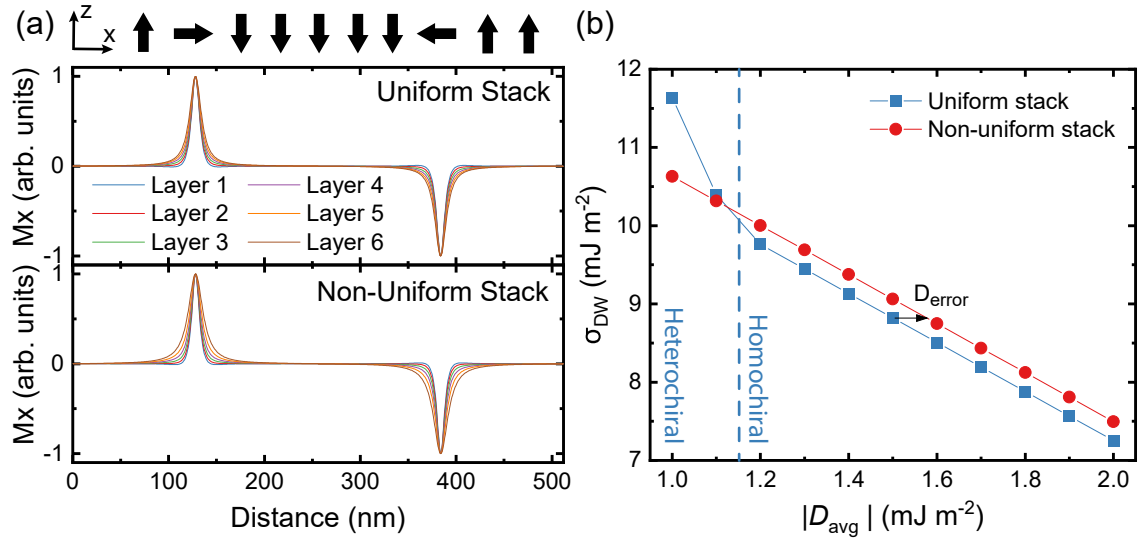 (a)
z
x
Uniform Stack
1
0
-1
Mx (arb. units)
Layer 1
Layer 4
Layer 2
Layer 5
Layer 3
Layer 6
Non-Uniform Stack
1
0
-1
Mx (arb. units)
0
100
200
300
400
500
Distance (nm)
(b)
12
11
10
9
8
7
σDW (mJ m-2)
Uniform stack
Non-uniform stack
Derror
Heterochiral
Homochiral
1.0
1.2
1.4
1.6
1.8
2.0
|Davg| (mJ m-2)